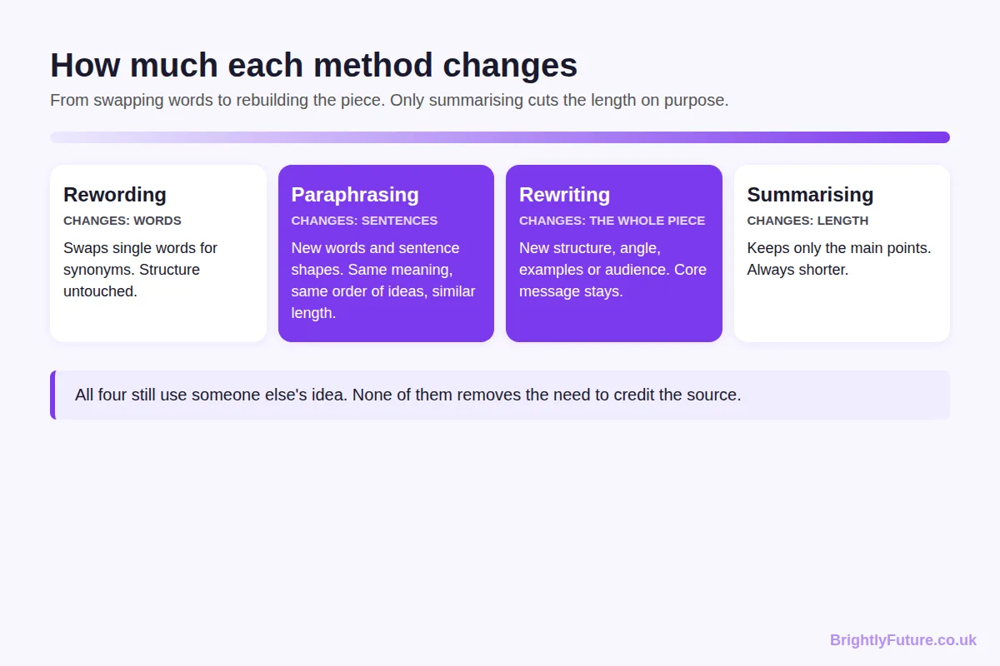 How much each method changes
From swapping words to rebuilding the piece. Only summarising cuts the length on purpose.
Rewording
CHANGES: WORDS
Swaps single words for
synonyms. Structure
untouched.
Paraphrasing
CHANGES: SENTENCES
New words and sentence
shapes. Same meaning,
same order of ideas, similar
length.
Rewriting
CHANGES: THE WHOLE PIECE
New structure, angle,
examples or audience. Core
message stays.
Summarising
CHANGES: LENGTH
Keeps only the main points.
Always shorter.
All four still use someone else's idea. None of them removes the need to credit the source.
BrightlyFuture.co.uk